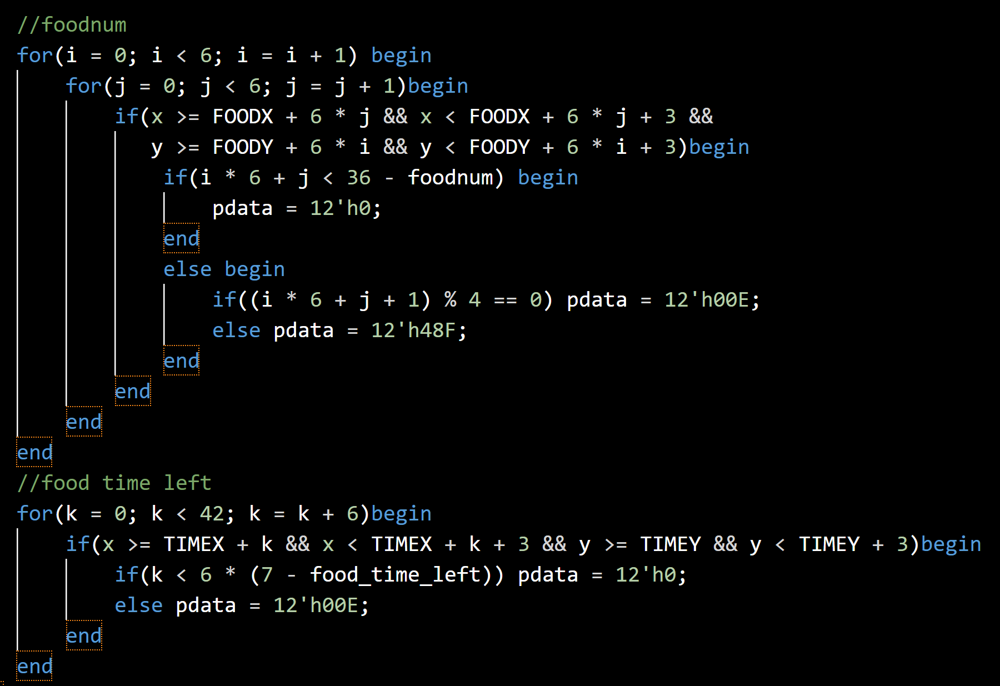 //foodnum
for(i = 0; i < 6; i = i + 1) begin
    for(j = 0; j < 6; j = j + 1)begin
        if(x >= FOODX + 6 * j && x < FOODX + 6 * j + 3 &&
           y >= FOODY + 6 * i && y < FOODY + 6 * i + 3)begin
            if(i * 6 + j < 36 - foodnum) begin
                pdata = 12'h0;
            end
            else begin
                if((i * 6 + j + 1) % 4 == 0) pdata = 12'h00E;
                else pdata = 12'h48F;
            end
        end
    end
end
//food time left
for(k = 0; k < 42; k = k + 6)begin
    if(x >= TIMEX + k && x < TIMEX + k + 3 && y >= TIMEY && y < TIMEY + 3)begin
        if(k < 6 * (7 - food_time_left)) pdata = 12'h0;
        else pdata = 12'h00E;
    end
end